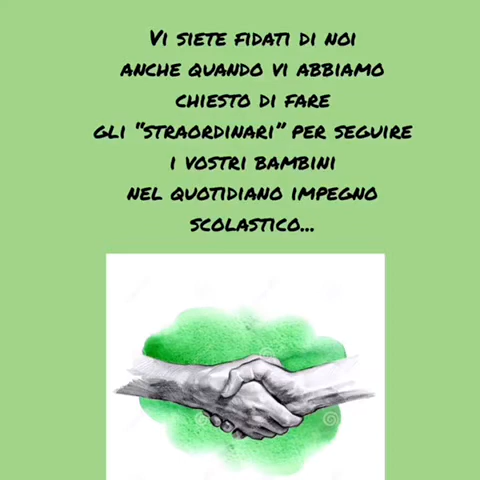 Vi siete fidati di noi
anche quando vi abbiamo
chiesto di fare
gli "straordinari" per seguire
i vostri bambini
nel quotidiano impegno
scolastico...